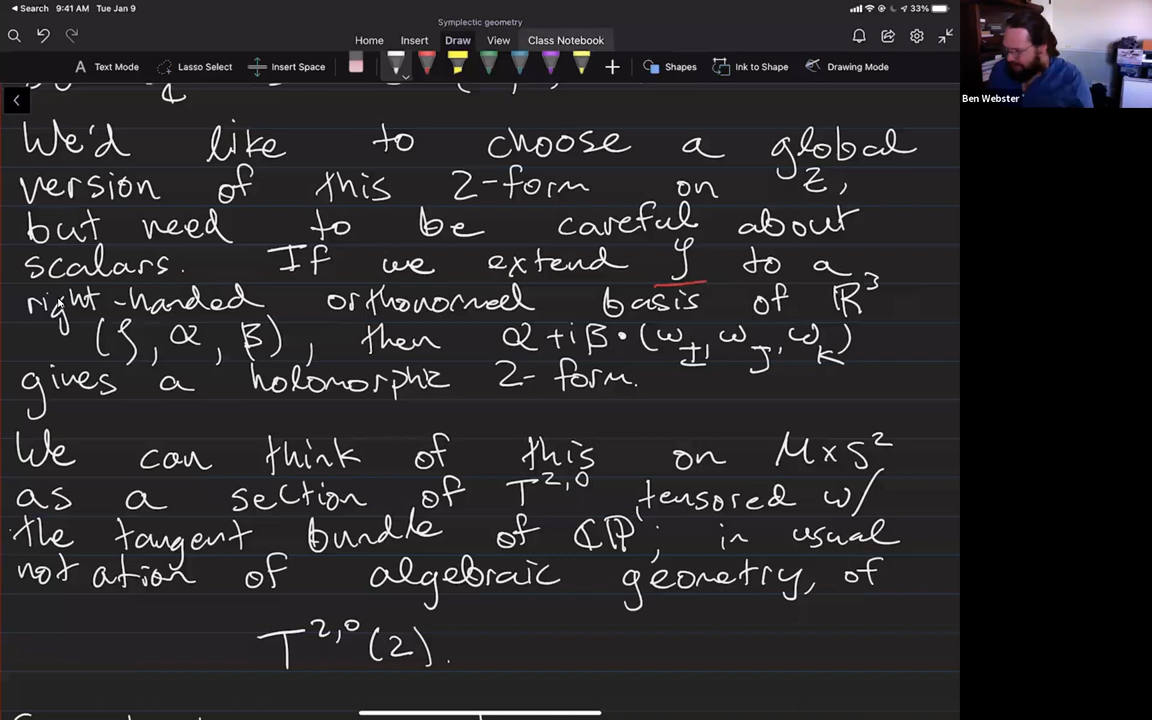 Search 9:41 AM Tue Jan 9
33%
Symplectic geometry
Home Insert Draw View Class Notebook
Text Mode Lasso Select Insert Space Shapes Ink to Shape Drawing Mode
Ben Webster
We'd like to choose a global
version of this 2-form on Z,
but need to be careful about
scalars. If we extend ζ to a
right-handed orthonormal basis of ℝ³
(ζ, α, β), then α+iβ·(ω_I, ω_J, ω_K)
gives a holomorphic 2-form.
We can think of this on M×S²
as a section of T^{2,0} tensored w/
the tangent bundle of ℂℙ¹; in usual
notation of algebraic geometry, of
T^{2,0}(2).